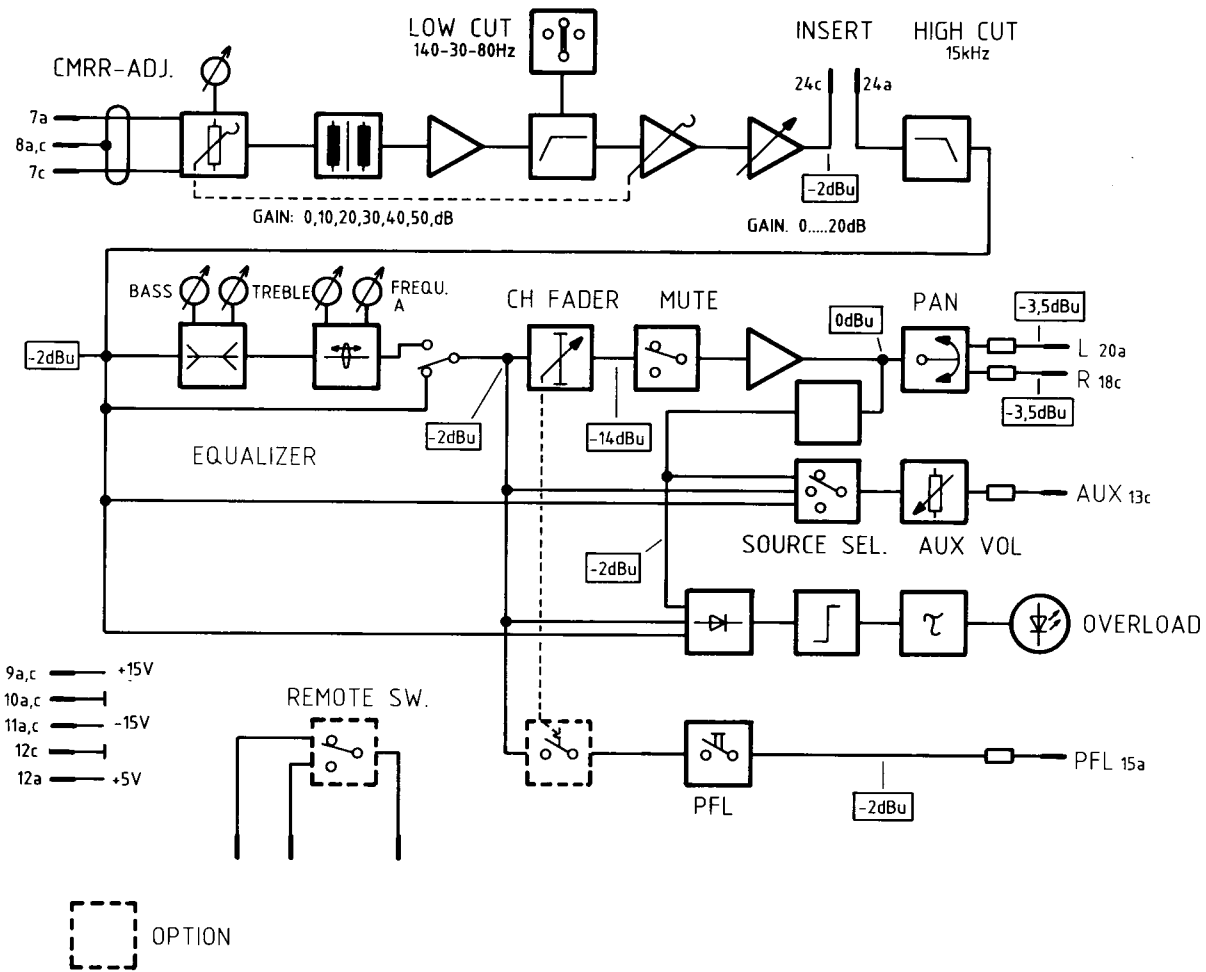 LOW CUT
140-30-80Hz
INSERT
HIGH CUT
15kHz
CMRR-ADJ.
24c
24a
7a
8a,c
7c
-2dBu
GAIN: 0,10,20,30,40,50,dB
GAIN. 0.....20dB
BASS
TREBLE
FREQU.
A
CH FADER
MUTE
0dBu
PAN
-3,5dBu
L 20a
-2dBu
R 18c
-3,5dBu
-2dBu
-14dBu
EQUALIZER
AUX 13c
SOURCE SEL.
AUX VOL
-2dBu
τ
OVERLOAD
9a,c +15V
10a,c
11a,c -15V
12c
12a +5V
REMOTE SW.
PFL 15a
PFL
-2dBu
OPTION